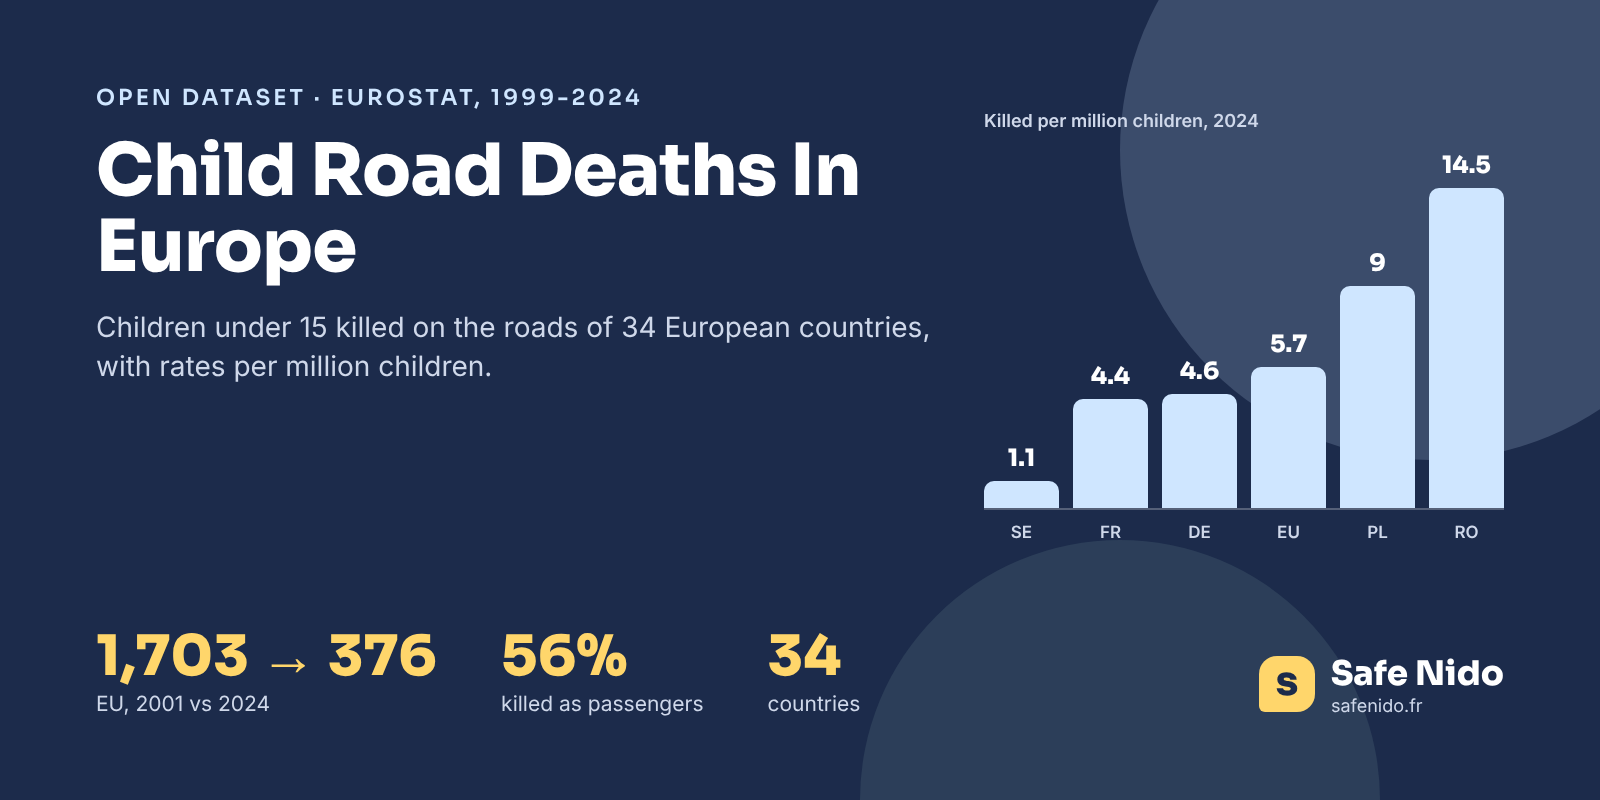 OPEN DATASET · EUROSTAT, 1999–2024
Child Road Deaths In
Europe
Children under 15 killed on the roads of 34 European countries,
with rates per million children.
Killed per million children, 2024
1.1
4.4
4.6
5.7
9
14.5
SE
FR
DE
EU
PL
RO
1,703 → 376
EU, 2001 vs 2024
56%
killed as passengers
34
countries
S
Safe Nido
safenido.fr